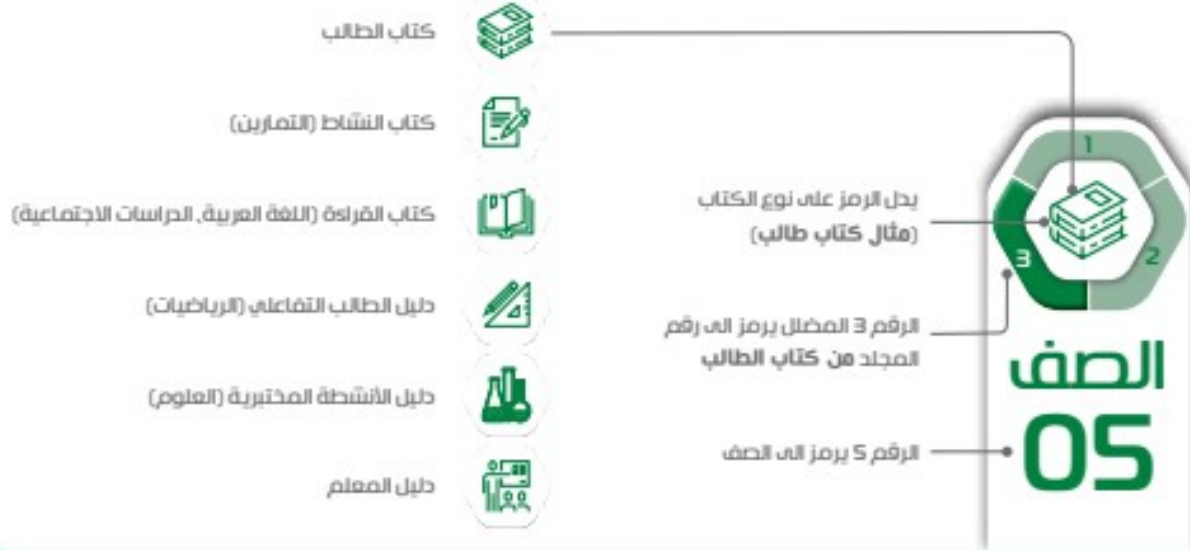 1
2
3
الصف
05
يدل الرمز على نوع الكتاب
(مثال كتاب طالب)
الرقم 3 المضلل يرمز الى رقم
المجلد من كتاب الطالب
الرقم 5 يرمز الى الصف
كتاب الطالب
كتاب النشاط (التمارين)
كتاب القراءة (اللغة العربية، الدراسات الاجتماعية)
دليل الطالب التفاعلي (الرياضيات)
دليل الأنشطة المختبرية (العلوم)
دليل المعلم